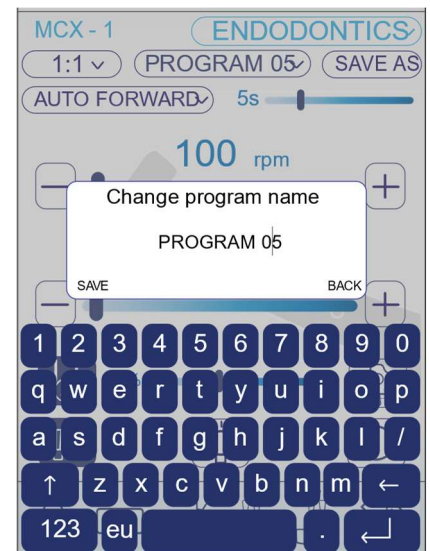 MCX - 1 ENDODONTICS
1:1 PROGRAM 05 SAVE AS
AUTO FORWARD 5s
100 rpm
Change program name
PROGRAM 05
SAVE BACK
1 2 3 4 5 6 7 8 9 0
q w e r t y u i o p
a s d f g h j k l /
↑ z x c v b n m ←
123 eu .